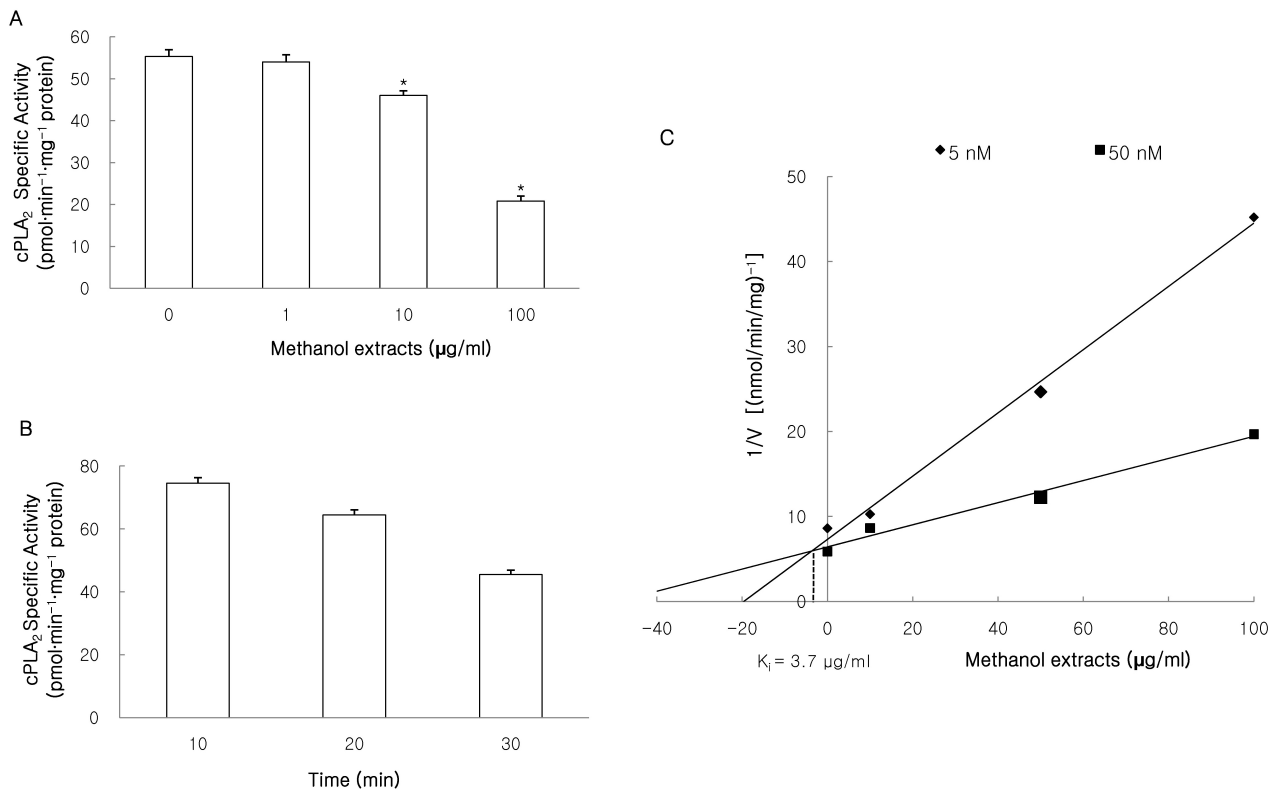 A
cPLA₂ Specific Activity
(pmol·min⁻¹·mg⁻¹ protein)
60
50
40
30
20
10
0
*
*
0 1 10 100
Methanol extracts (µg/ml)
B
cPLA₂ Specific Activity
(pmol·min⁻¹·mg⁻¹ protein)
80
60
40
20
0
10 20 30
Time (min)
C
5 nM 50 nM
1/V [(nmol/min/mg)⁻¹]
50
40
30
20
10
0
−40 −20 0 20 40 60 80 100
Kᵢ = 3.7 µg/ml
Methanol extracts (µg/ml)